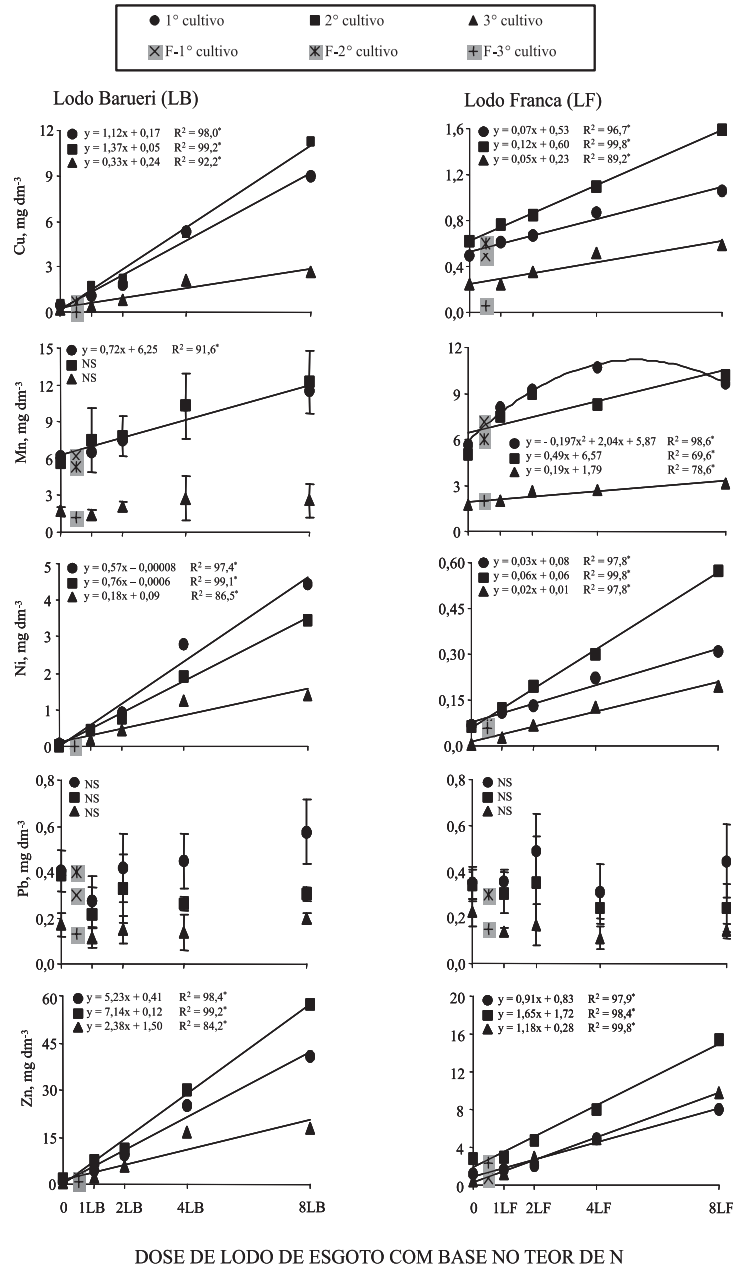 1° cultivo 2° cultivo 3° cultivo
F-1° cultivo F-2° cultivo F-3° cultivo
Lodo Barueri (LB)
Lodo Franca (LF)
Cu, mg dm-3
12
9
6
3
0
y = 1,12x + 0,17 R² = 98,0*
y = 1,37x + 0,05 R² = 99,2*
y = 0,33x + 0,24 R² = 92,2*
1,6
1,2
0,8
0,4
0,0
y = 0,07x + 0,53 R² = 96,7*
y = 0,12x + 0,60 R² = 99,8*
y = 0,05x + 0,23 R² = 89,2*
Mn, mg dm-3
15
12
9
6
3
0
y = 0,72x + 6,25 R² = 91,6*
NS
NS
12
9
6
3
0
y = - 0,197x² + 2,04x + 5,87 R² = 98,6*
y = 0,49x + 6,57 R² = 69,6*
y = 0,19x + 1,79 R² = 78,6*
Ni, mg dm-3
5
4
3
2
1
0
y = 0,57x – 0,00008 R² = 97,4*
y = 0,76x – 0,0006 R² = 99,1*
y = 0,18x + 0,09 R² = 86,5*
0,60
0,45
0,30
0,15
0,0
y = 0,03x + 0,08 R² = 97,8*
y = 0,06x + 0,06 R² = 99,8*
y = 0,02x + 0,01 R² = 97,8*
Pb, mg dm-3
0,8
0,6
0,4
0,2
0,0
NS
NS
NS
0,8
0,6
0,4
0,2
0,0
NS
NS
NS
Zn, mg dm-3
60
45
30
15
0
y = 5,23x + 0,41 R² = 98,4*
y = 7,14x + 0,12 R² = 99,2*
y = 2,38x + 1,50 R² = 84,2*
0 1LB 2LB 4LB 8LB
20
16
12
8
4
0
y = 0,91x + 0,83 R² = 97,9*
y = 1,65x + 1,72 R² = 98,4*
y = 1,18x + 0,28 R² = 99,8*
0 1LF 2LF 4LF 8LF
DOSE DE LODO DE ESGOTO COM BASE NO TEOR DE N